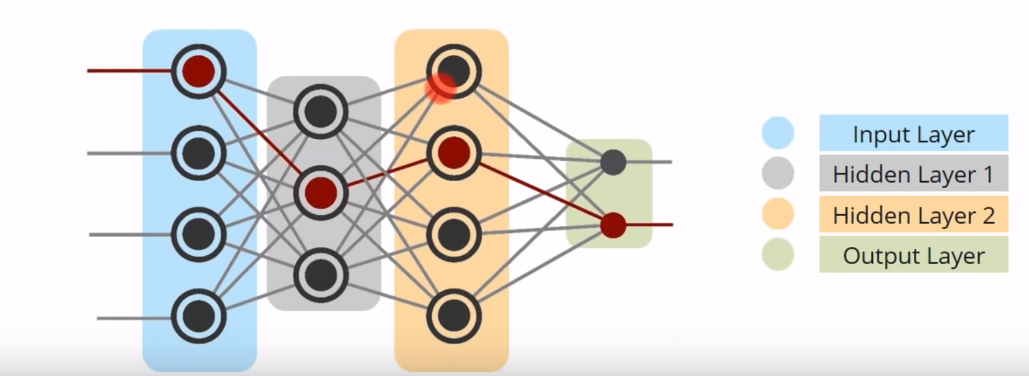 Input Layer
Hidden Layer 1
Hidden Layer 2
Output Layer